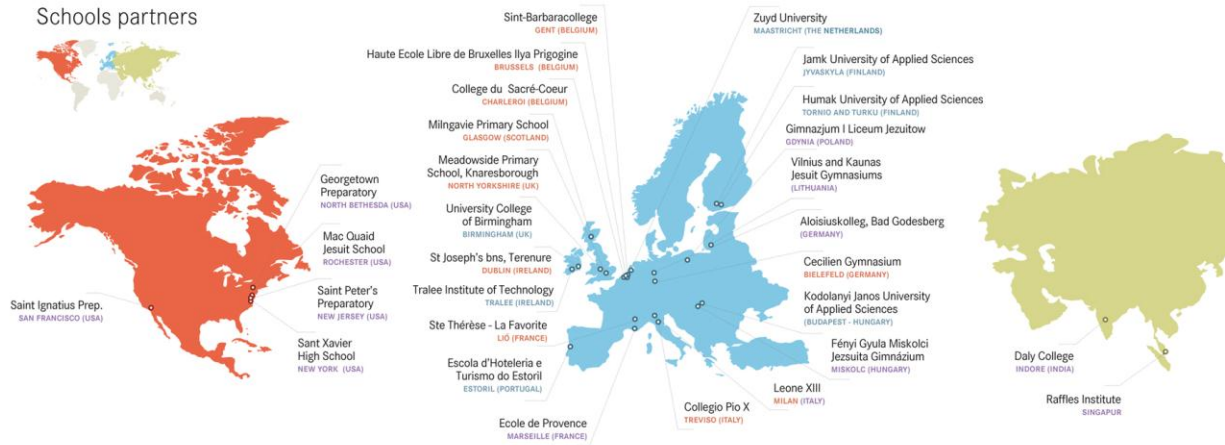 Schools partners
Georgetown
Preparatory
NORTH BETHESDA (USA)
Mac Quaid
Jesuit School
ROCHESTER (USA)
Saint Peter's
Preparatory
NEW JERSEY (USA)
Sant Xavier
High School
NEW YORK (USA)
Saint Ignatius Prep.
SAN FRANCISCO (USA)
Sint-Barbaracollege
GENT (BELGIUM)
Haute Ecole Libre de Bruxelles Ilya Prigogine
BRUSSELS (BELGIUM)
College du Sacré-Coeur
CHARLEROI (BELGIUM)
Milngavie Primary School
GLASGOW (SCOTLAND)
Meadowside Primary
School, Knaresborough
NORTH YORKSHIRE (UK)
University College
of Birmingham
BIRMINGHAM (UK)
St Joseph's bns, Terenure
DUBLIN (IRELAND)
Tralee Institute of Technology
TRALEE (IRELAND)
Ste Thérèse - La Favorite
LIÓ (FRANCE)
Escola d'Hoteleria e
Turismo do Estoril
ESTORIL (PORTUGAL)
Ecole de Provence
MARSEILLE (FRANCE)
Zuyd University
MAASTRICHT (THE NETHERLANDS)
Jamk University of Applied Sciences
JYVASKYLA (FINLAND)
Humak University of Applied Sciences
TORNIO AND TURKU (FINLAND)
Gimnazjum I Liceum Jezuitow
GDYNIA (POLAND)
Vilnius and Kaunas
Jesuit Gymnasiums
(LITHUANIA)
Aloisiuskolleg, Bad Godesberg
(GERMANY)
Cecilien Gymnasium
BIELEFELD (GERMANY)
Kodolanyi Janos University
of Applied Sciences
(BUDAPEST - HUNGARY)
Fényi Gyula Miskolci
Jezsuita Gimnázium
MISKOLC (HUNGARY)
Leone XIII
MILAN (ITALY)
Collegio Pio X
TREVISO (ITALY)
Daly College
INDORE (INDIA)
Raffles Institute
SINGAPUR